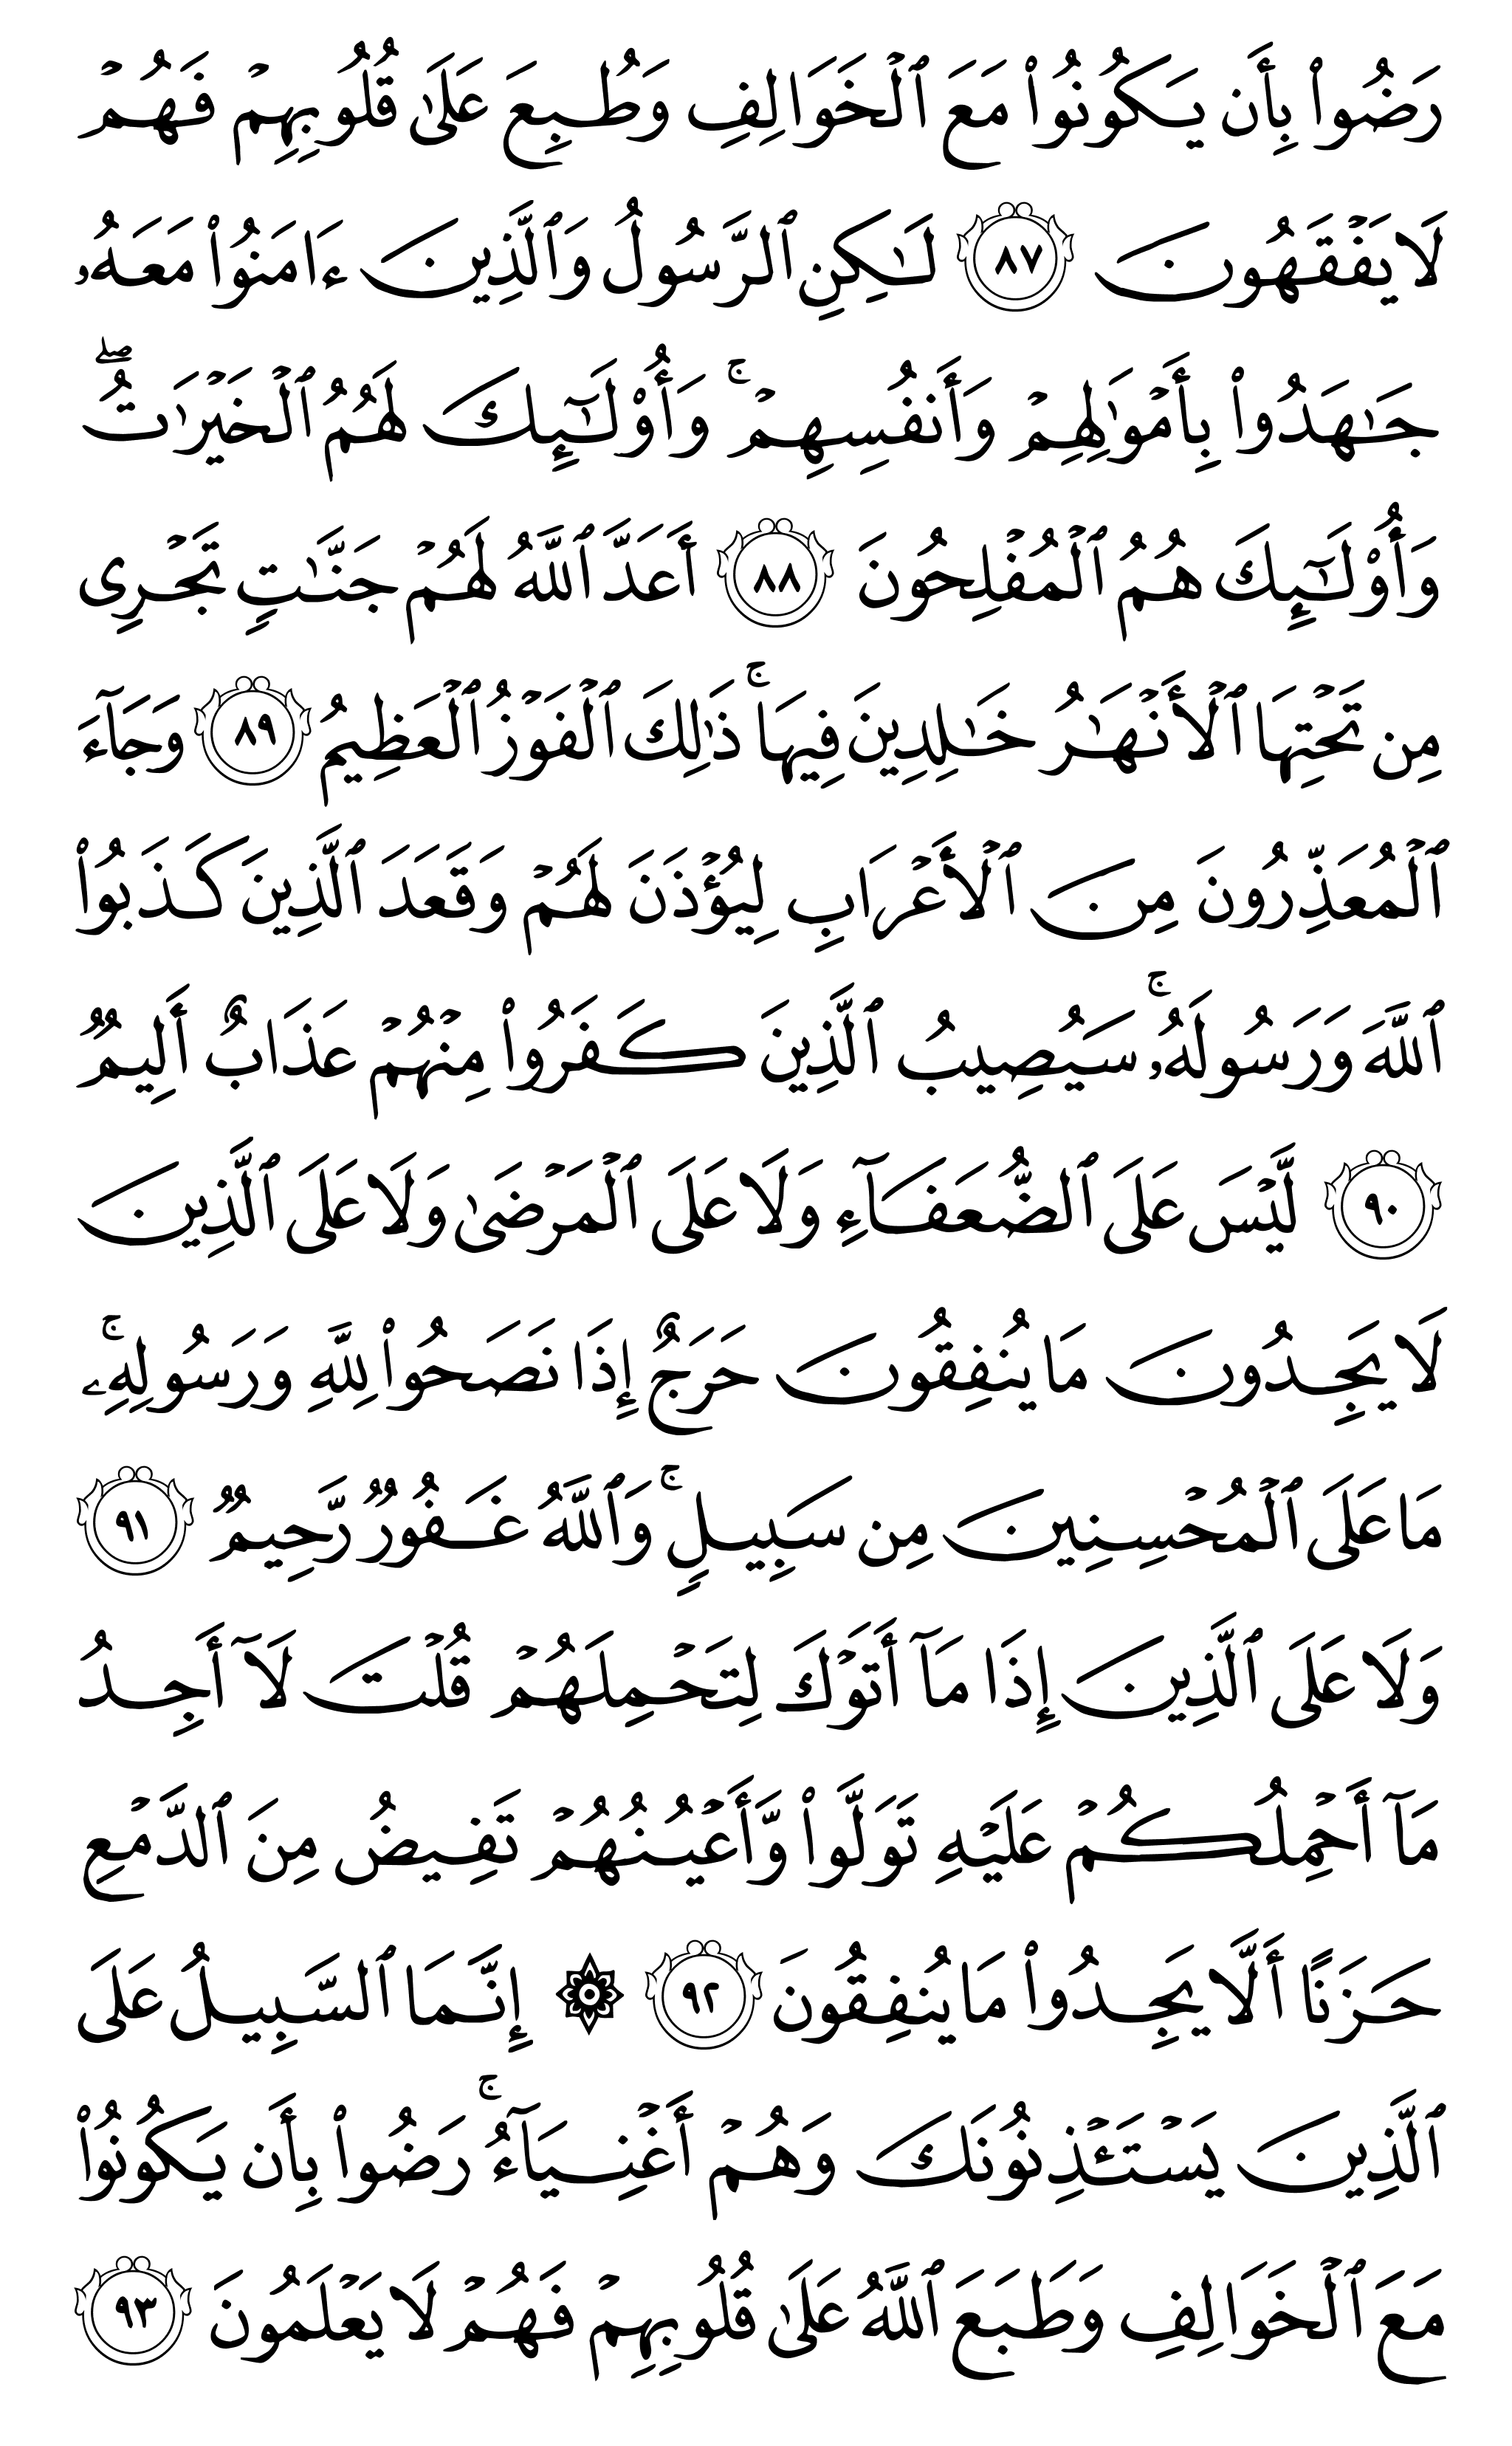 رَضُوا۟ بِأَن يَكُونُوا۟ مَعَ ٱلْخَوَالِفِ وَطُبِعَ عَلَىٰ قُلُوبِهِمْ فَهُمْ
لَا يَفْقَهُونَ ٨٧ لَـٰكِنِ ٱلرَّسُولُ وَٱلَّذِينَ ءَامَنُوا۟ مَعَهُۥ
جَـٰهَدُوا۟ بِأَمْوَٰلِهِمْ وَأَنفُسِهِمْ ۚ وَأُو۟لَـٰٓئِكَ لَهُمُ ٱلْخَيْرَٰتُ ۖ
وَأُو۟لَـٰٓئِكَ هُمُ ٱلْمُفْلِحُونَ ٨٨ أَعَدَّ ٱللَّهُ لَهُمْ جَنَّـٰتٍ تَجْرِى
مِن تَحْتِهَا ٱلْأَنْهَـٰرُ خَـٰلِدِينَ فِيهَا ۚ ذَٰلِكَ ٱلْفَوْزُ ٱلْعَظِيمُ ٨٩ وَجَآءَ
ٱلْمُعَذِّرُونَ مِنَ ٱلْأَعْرَابِ لِيُؤْذَنَ لَهُمْ وَقَعَدَ ٱلَّذِينَ كَذَبُوا۟
ٱللَّهَ وَرَسُولَهُۥ ۚ سَيُصِيبُ ٱلَّذِينَ كَفَرُوا۟ مِنْهُمْ عَذَابٌ أَلِيمٌ
٩٠ لَّيْسَ عَلَى ٱلضُّعَفَآءِ وَلَا عَلَى ٱلْمَرْضَىٰ وَلَا عَلَى ٱلَّذِينَ
لَا يَجِدُونَ مَا يُنفِقُونَ حَرَجٌ إِذَا نَصَحُوا۟ لِلَّهِ وَرَسُولِهِۦ ۚ
مَا عَلَى ٱلْمُحْسِنِينَ مِن سَبِيلٍ ۚ وَٱللَّهُ غَفُورٌ رَّحِيمٌ ٩١
وَلَا عَلَى ٱلَّذِينَ إِذَا مَآ أَتَوْكَ لِتَحْمِلَهُمْ قُلْتَ لَآ أَجِدُ
مَآ أَحْمِلُكُمْ عَلَيْهِ تَوَلَّوا۟ وَّأَعْيُنُهُمْ تَفِيضُ مِنَ ٱلدَّمْعِ
حَزَنًا أَلَّا يَجِدُوا۟ مَا يُنفِقُونَ ٩٢ ۞ إِنَّمَا ٱلسَّبِيلُ عَلَى
ٱلَّذِينَ يَسْتَـْٔذِنُونَكَ وَهُمْ أَغْنِيَآءُ ۚ رَضُوا۟ بِأَن يَكُونُوا۟
مَعَ ٱلْخَوَالِفِ وَطَبَعَ ٱللَّهُ عَلَىٰ قُلُوبِهِمْ فَهُمْ لَا يَعْلَمُونَ ٩٣